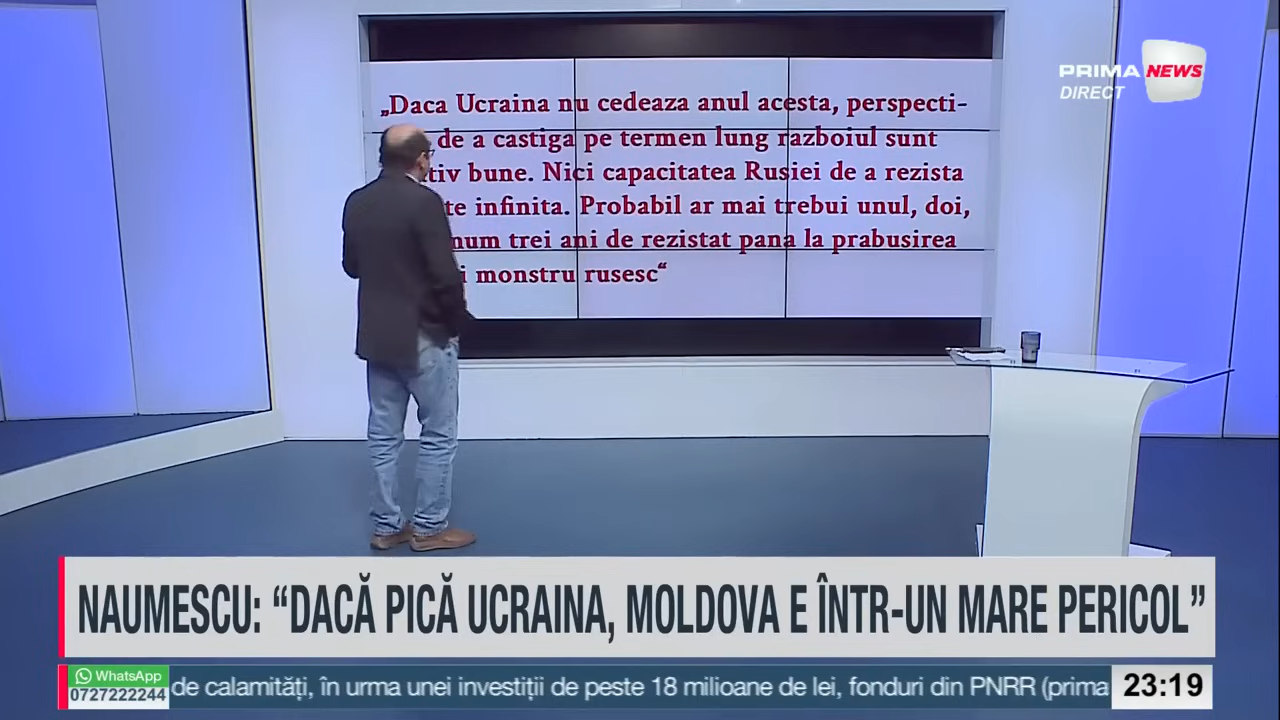 „Daca Ucraina nu cedeaza anul acesta, perspecti-
de a castiga pe termen lung razboiul sunt
tiv bune. Nici capacitatea Rusiei de a rezista
te infinita. Probabil ar mai trebui unul, doi,
num trei ani de rezistat pana la prabusirea
i monstru rusesc“
PRIMA NEWS
DIRECT
NAUMESCU: “DACĂ PICĂ UCRAINA, MOLDOVA E ÎNTR-UN MARE PERICOL”
WhatsApp
0727222244
de calamități, în urma unei investiții de peste 18 milioane de lei, fonduri din PNRR (prima
23:19